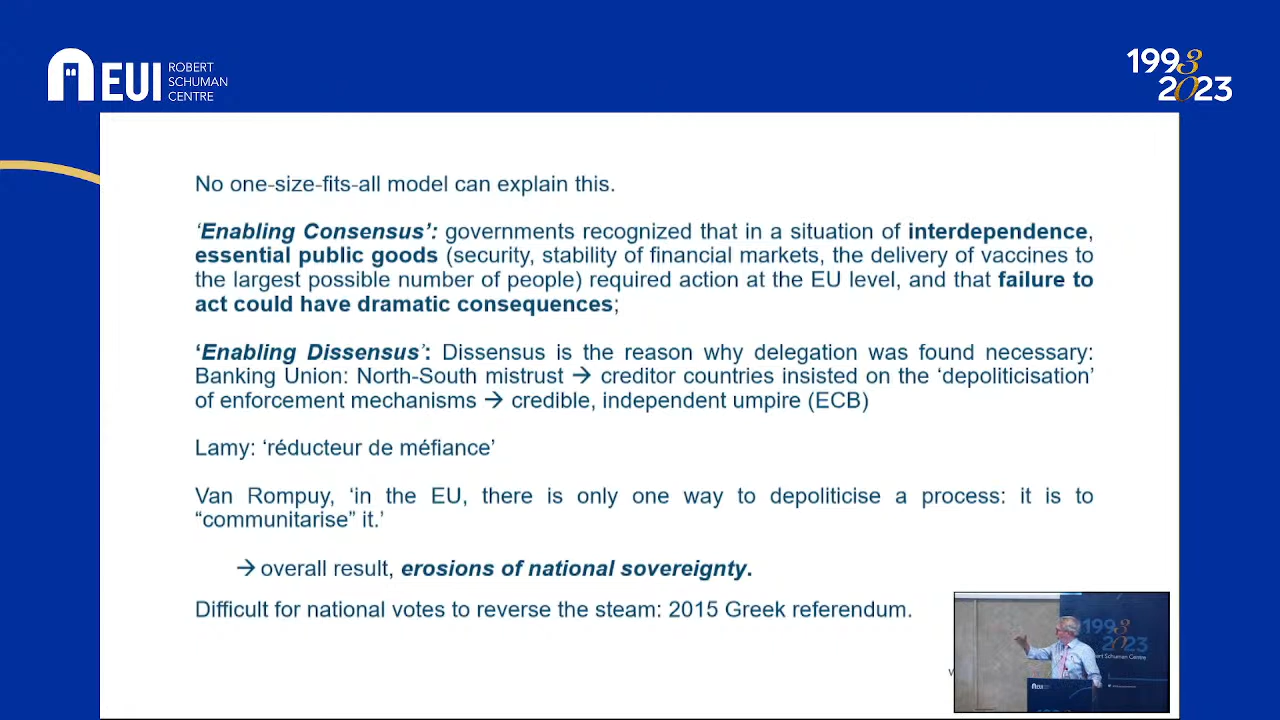 EUI
ROBERT
SCHUMAN
CENTRE
1993
2023
No one-size-fits-all model can explain this.
‘Enabling Consensus’: governments recognized that in a situation of interdependence,
essential public goods (security, stability of financial markets, the delivery of vaccines to
the largest possible number of people) required action at the EU level, and that failure to
act could have dramatic consequences;
‘Enabling Dissensus’: Dissensus is the reason why delegation was found necessary:
Banking Union: North-South mistrust → creditor countries insisted on the ‘depoliticisation’
of enforcement mechanisms → credible, independent umpire (ECB)
Lamy: ‘réducteur de méfiance’
Van Rompuy, ‘in the EU, there is only one way to depoliticise a process: it is to
“communitarise” it.’
→ overall result, erosions of national sovereignty.
Difficult for national votes to reverse the steam: 2015 Greek referendum.
1993
2023
Schuman Centre
EUI